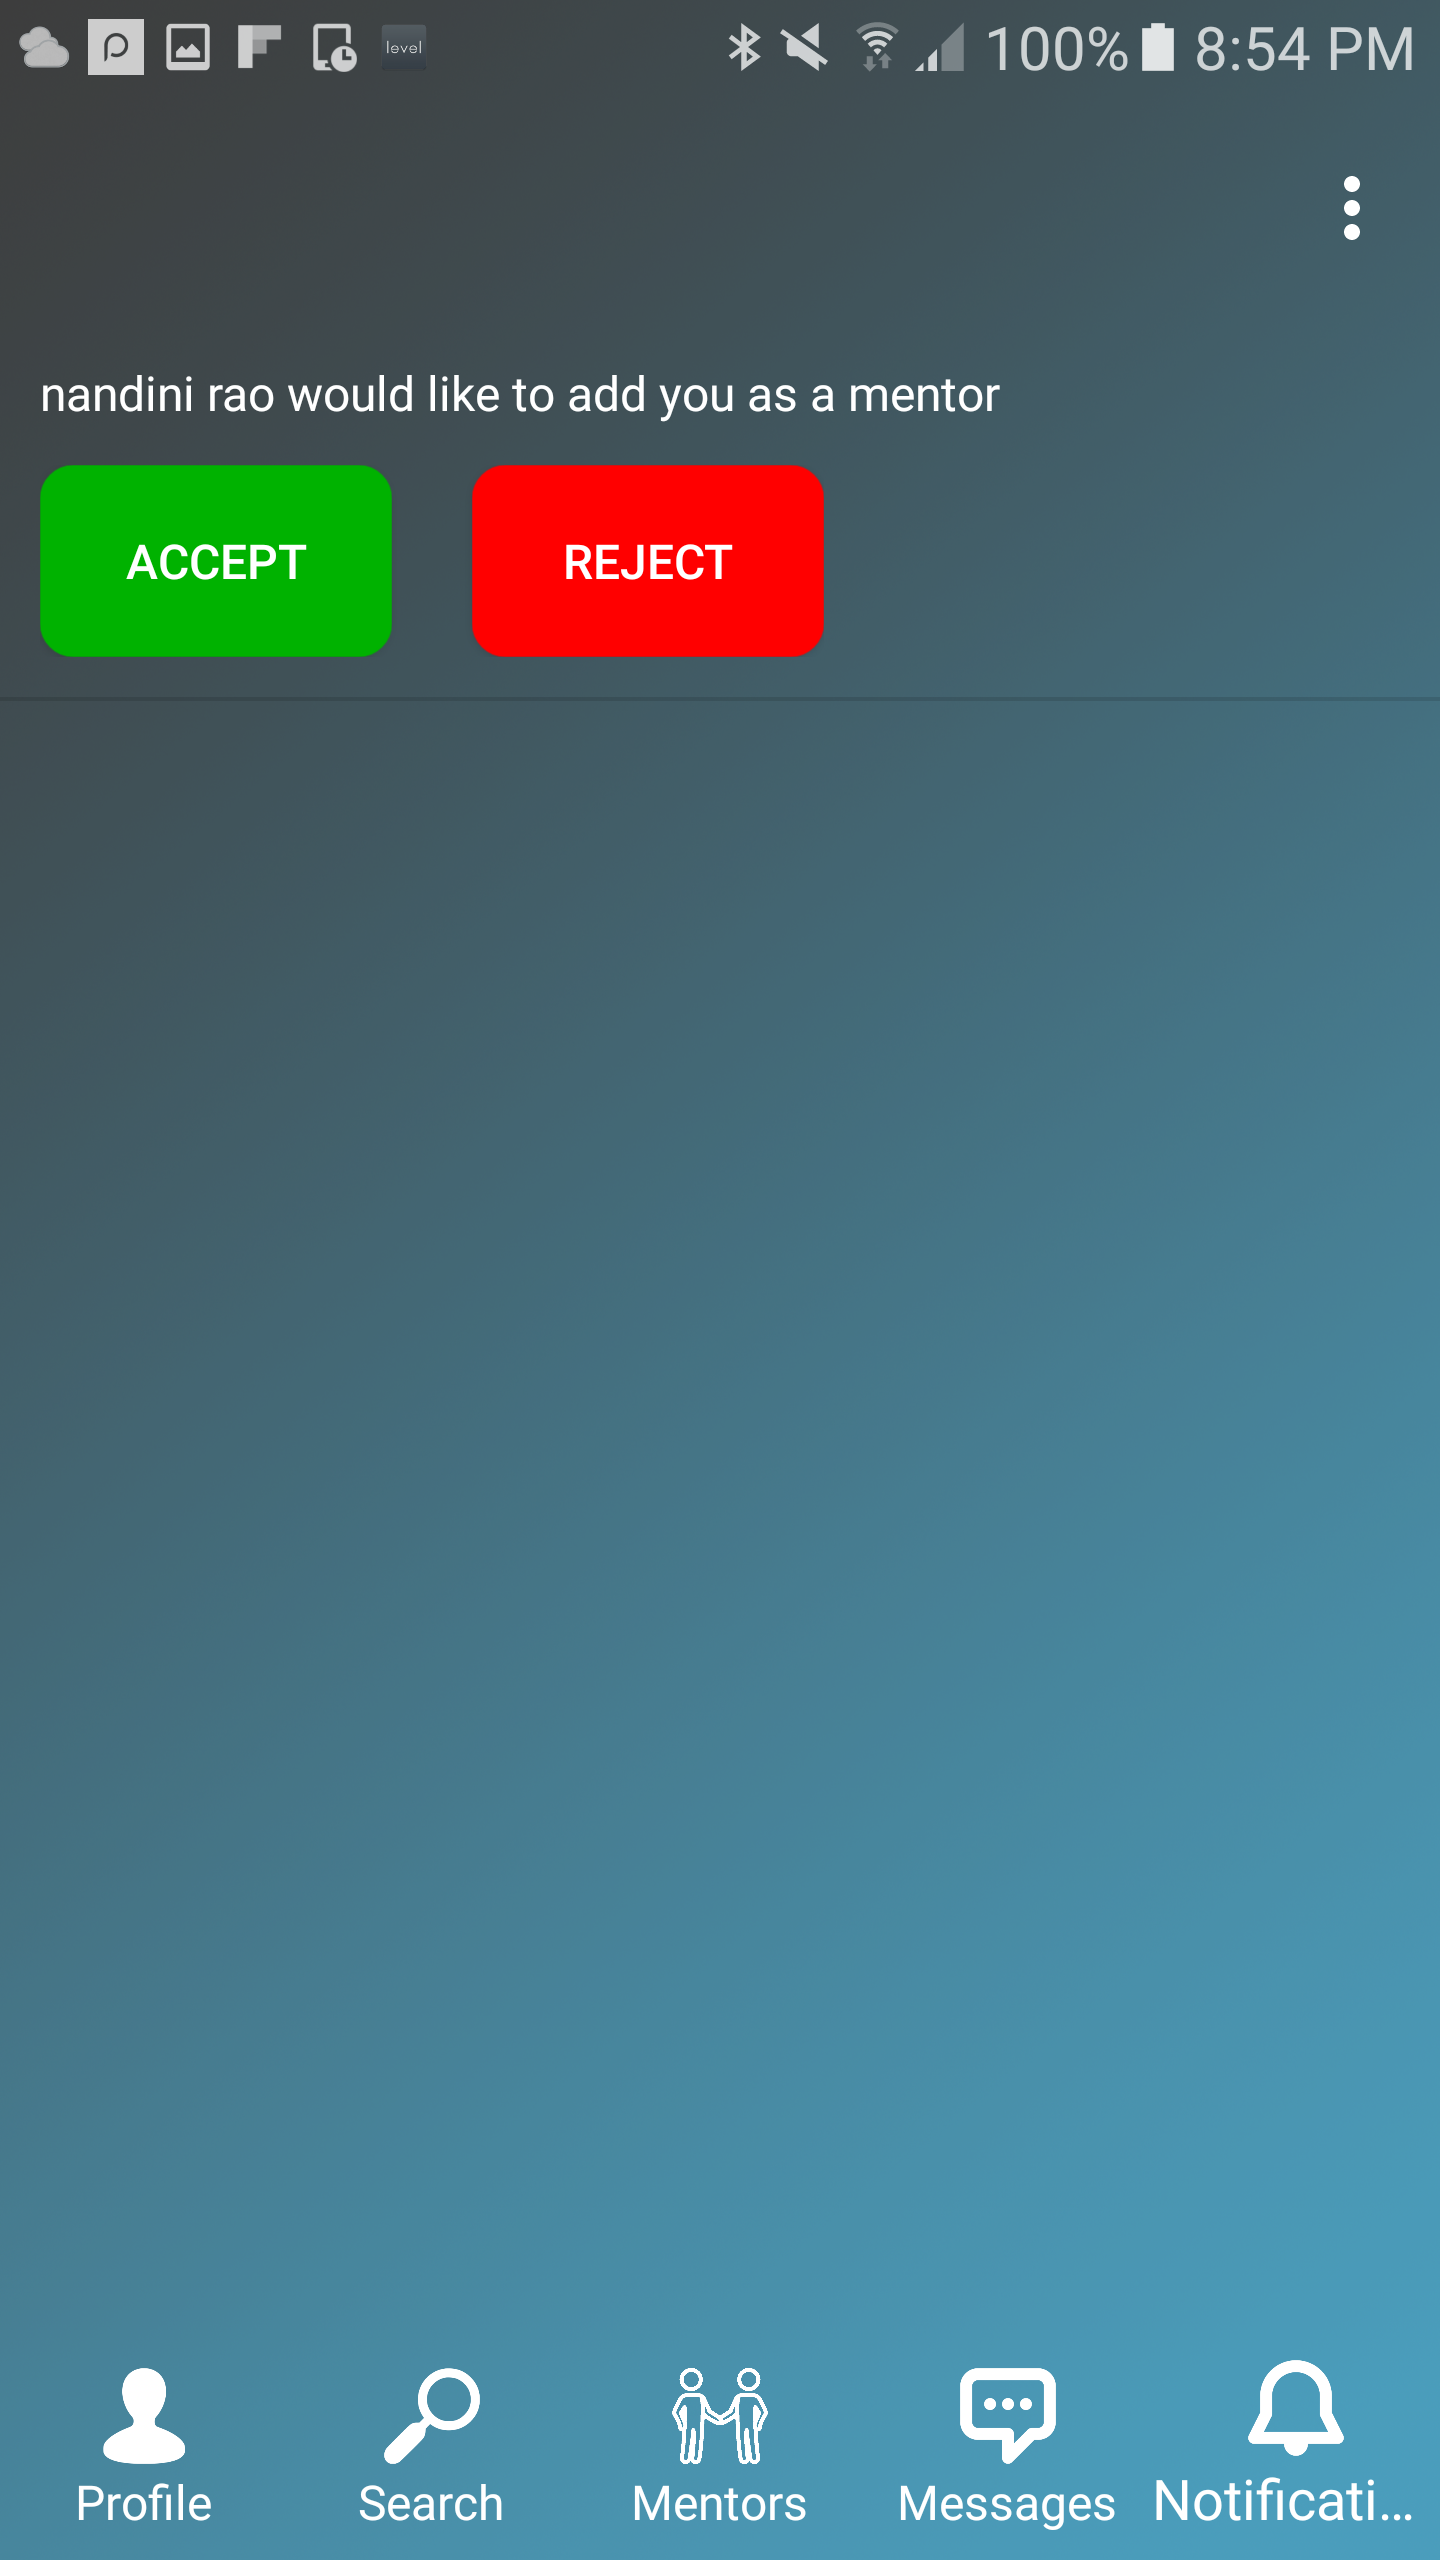 level 100% 8:54 PM
nandini rao would like to add you as a mentor
ACCEPT REJECT
Profile Search Mentors Messages Notificati...